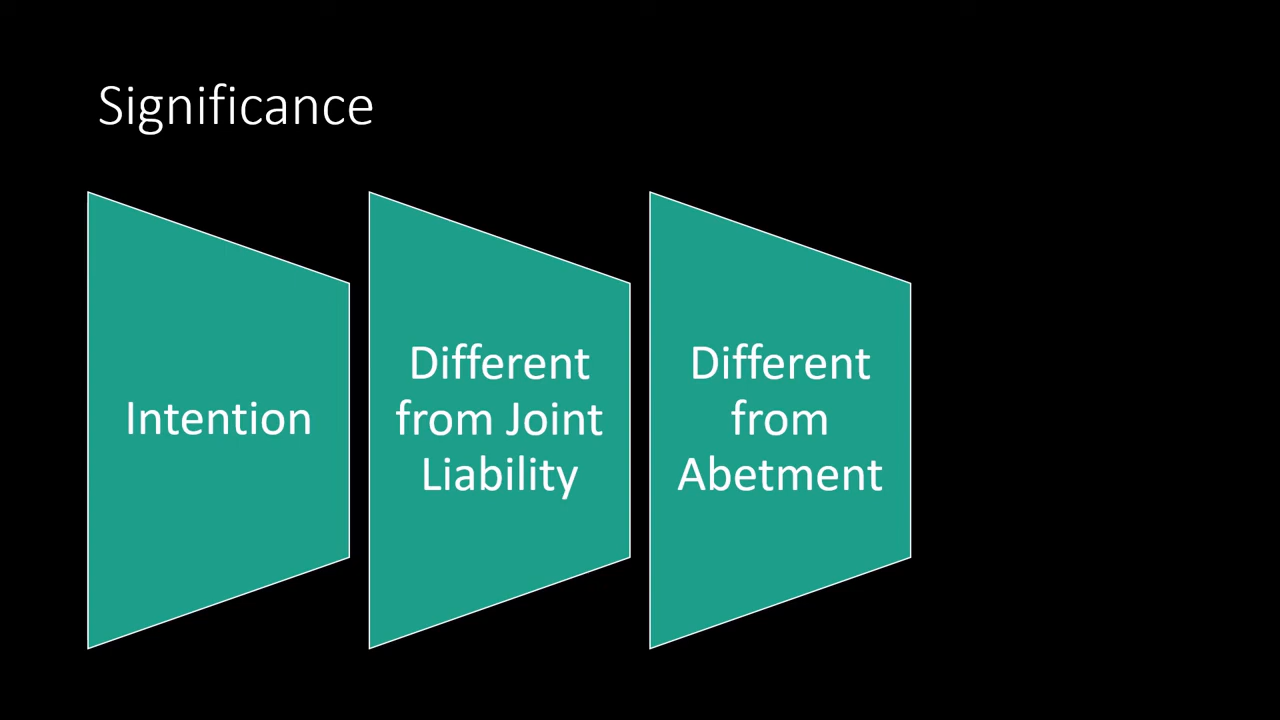 Significance
Intention
Different
from Joint
Liability
Different
from
Abetment